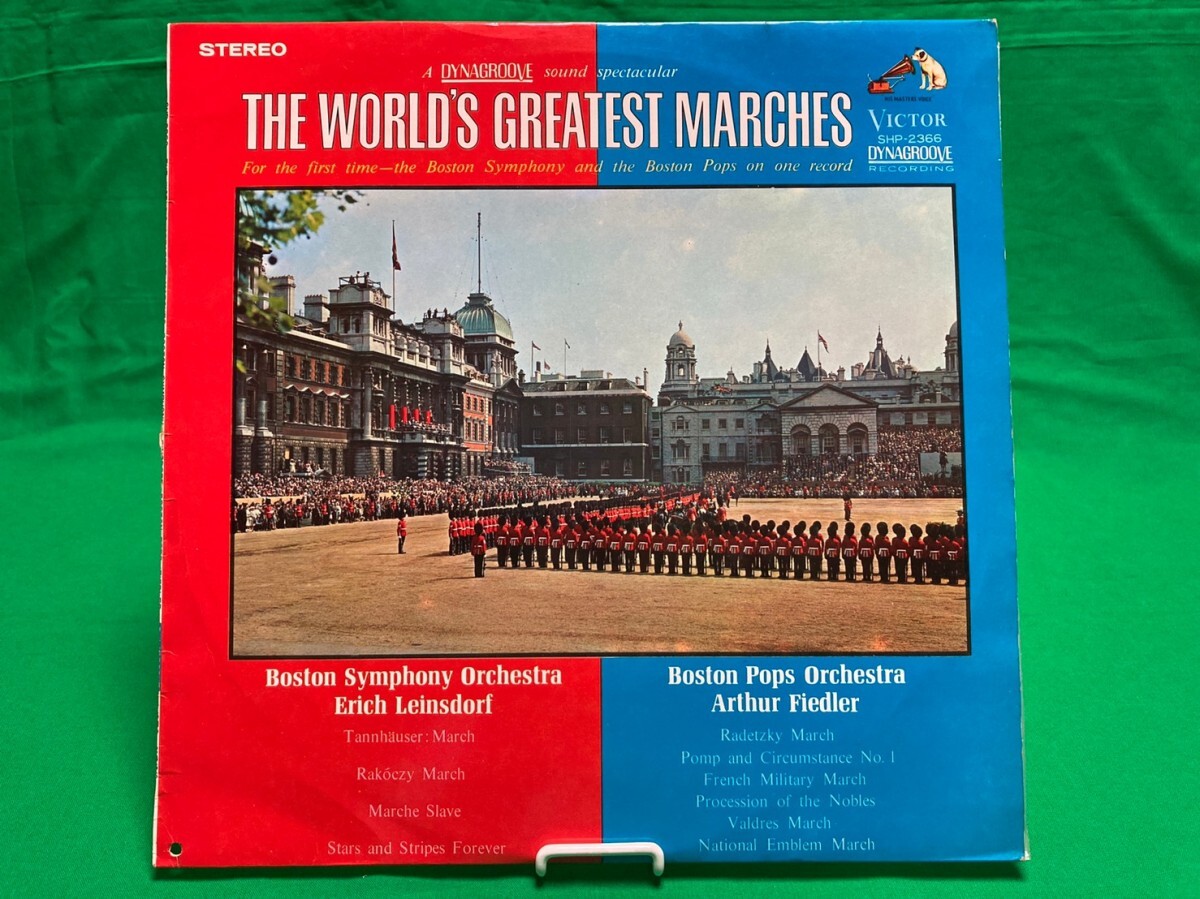 STEREO
A DYNAGROOVE sound spectacular
THE WORLD'S GREATEST MARCHES
For the first time—the Boston Symphony and the Boston Pops on one record
"HIS MASTER'S VOICE"
VICTOR
SHP-2366
DYNAGROOVE
RECORDING
Boston Symphony Orchestra
Erich Leinsdorf
Tannhäuser: March
Rakóczy March
Marche Slave
Stars and Stripes Forever
Boston Pops Orchestra
Arthur Fiedler
Radetzky March
Pomp and Circumstance No. 1
French Military March
Procession of the Nobles
Valdres March
National Emblem March